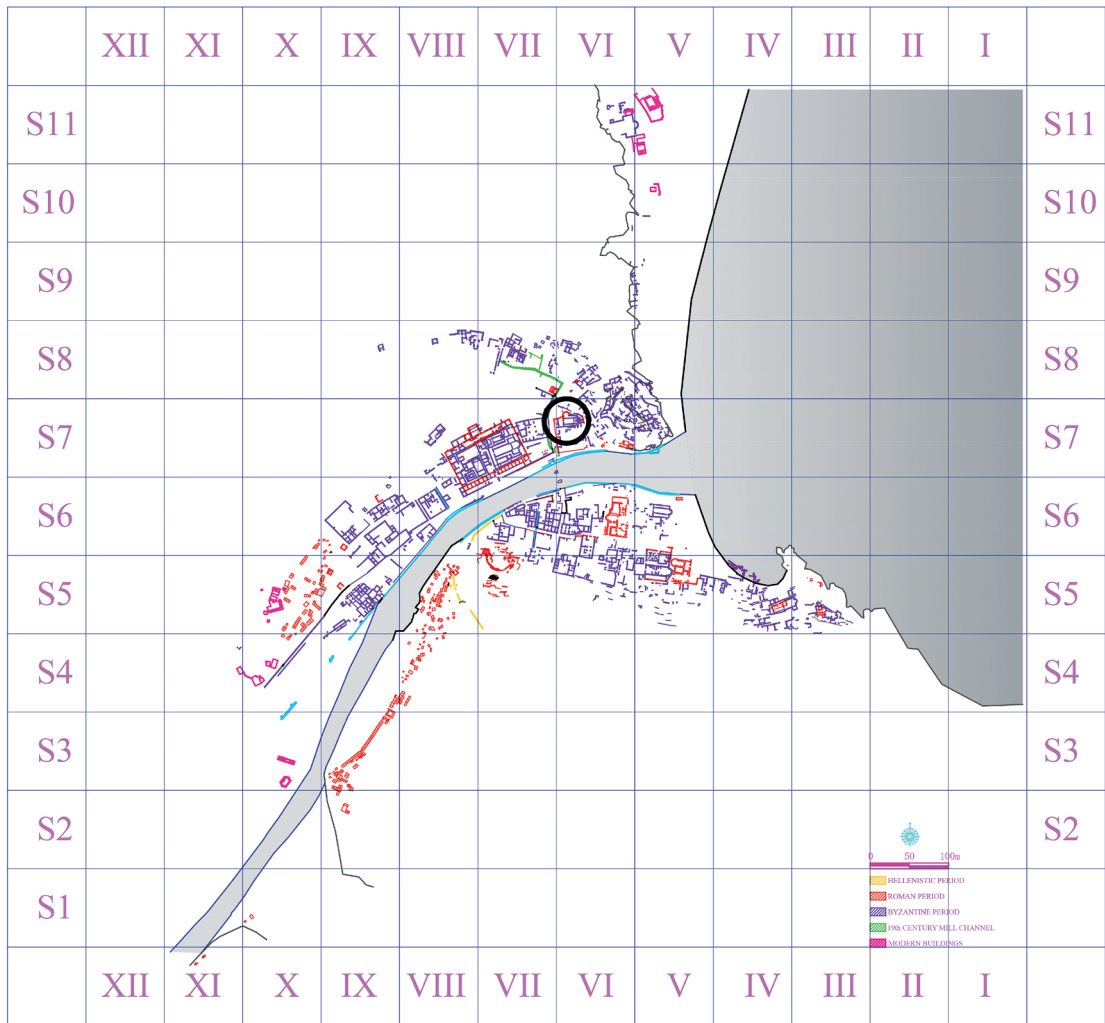 XII XI X IX VIII VII VI V IV III II I
S11 S11
S10 S10
S9 S9
S8 S8
S7 S7
S6 S6
S5 S5
S4 S4
S3 S3
S2 S2
0 50 100m
HELLENISTIC PERIOD
S1 ROMAN PERIOD S1
BYZANTINE PERIOD
19th CENTURY MILL CHANNEL
MODERN BUILDINGS
XII XI X IX VIII VII VI V IV III II I